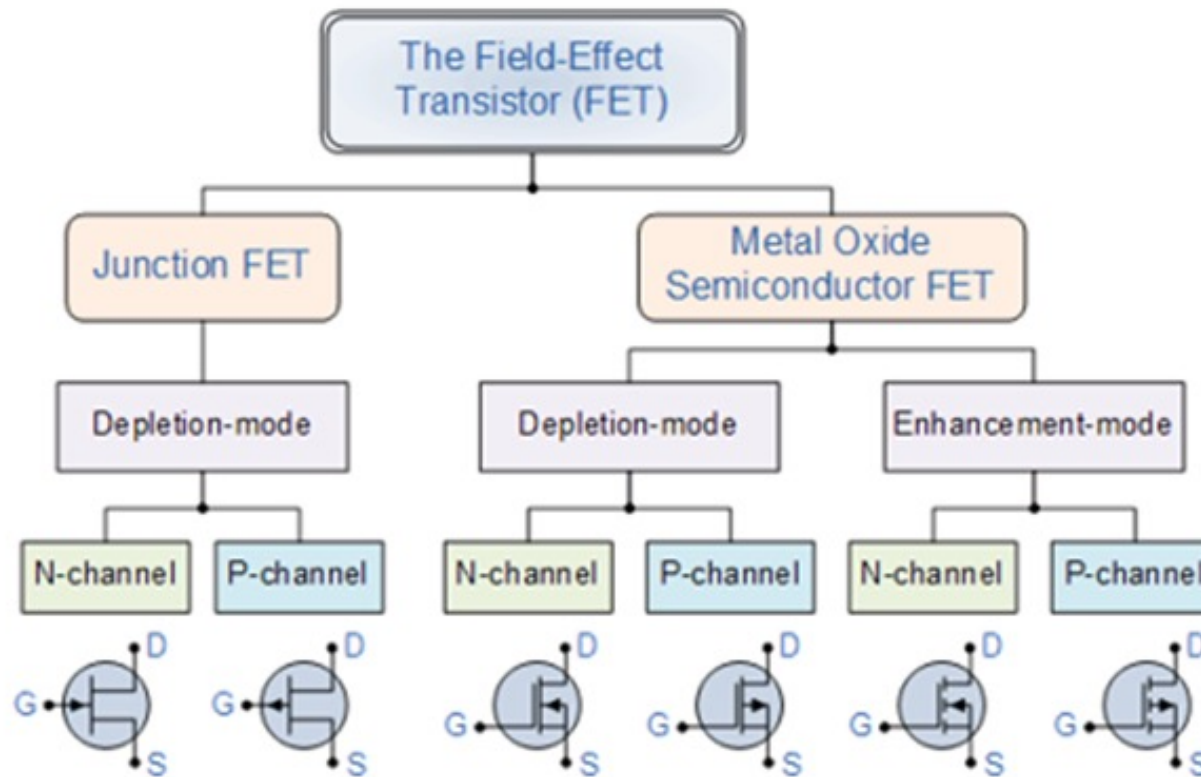 The Field-Effect
Transistor (FET)
Junction FET
Metal Oxide
Semiconductor FET
Depletion-mode
Depletion-mode
Enhancement-mode
N-channel
P-channel
N-channel
P-channel
N-channel
P-channel
D
G
S
D
G
S
D
G
S
D
G
S
D
G
S
D
G
S